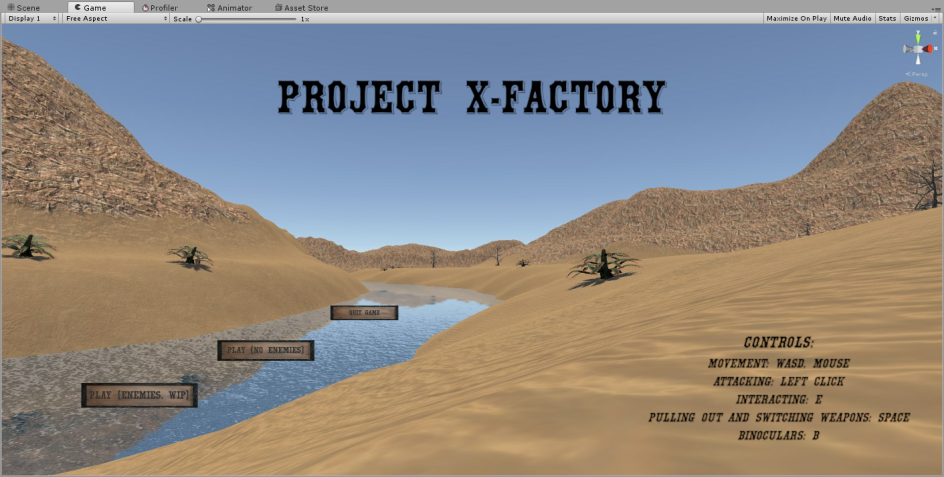 Scene Game Profiler Animator Asset Store
Display 1 Free Aspect Scale 1x Maximize On Play Mute Audio Stats Gizmos
Persp
PROJECT X-FACTORY
QUIT GAME
PLAY [NO ENEMIES]
PLAY [ENEMIES, WIP]
CONTROLS:
MOVEMENT: WASD, MOUSE
ATTACKING: LEFT CLICK
INTERACTING: E
PULLING OUT AND SWITCHING WEAPONS: SPACE
BINOCULARS: B